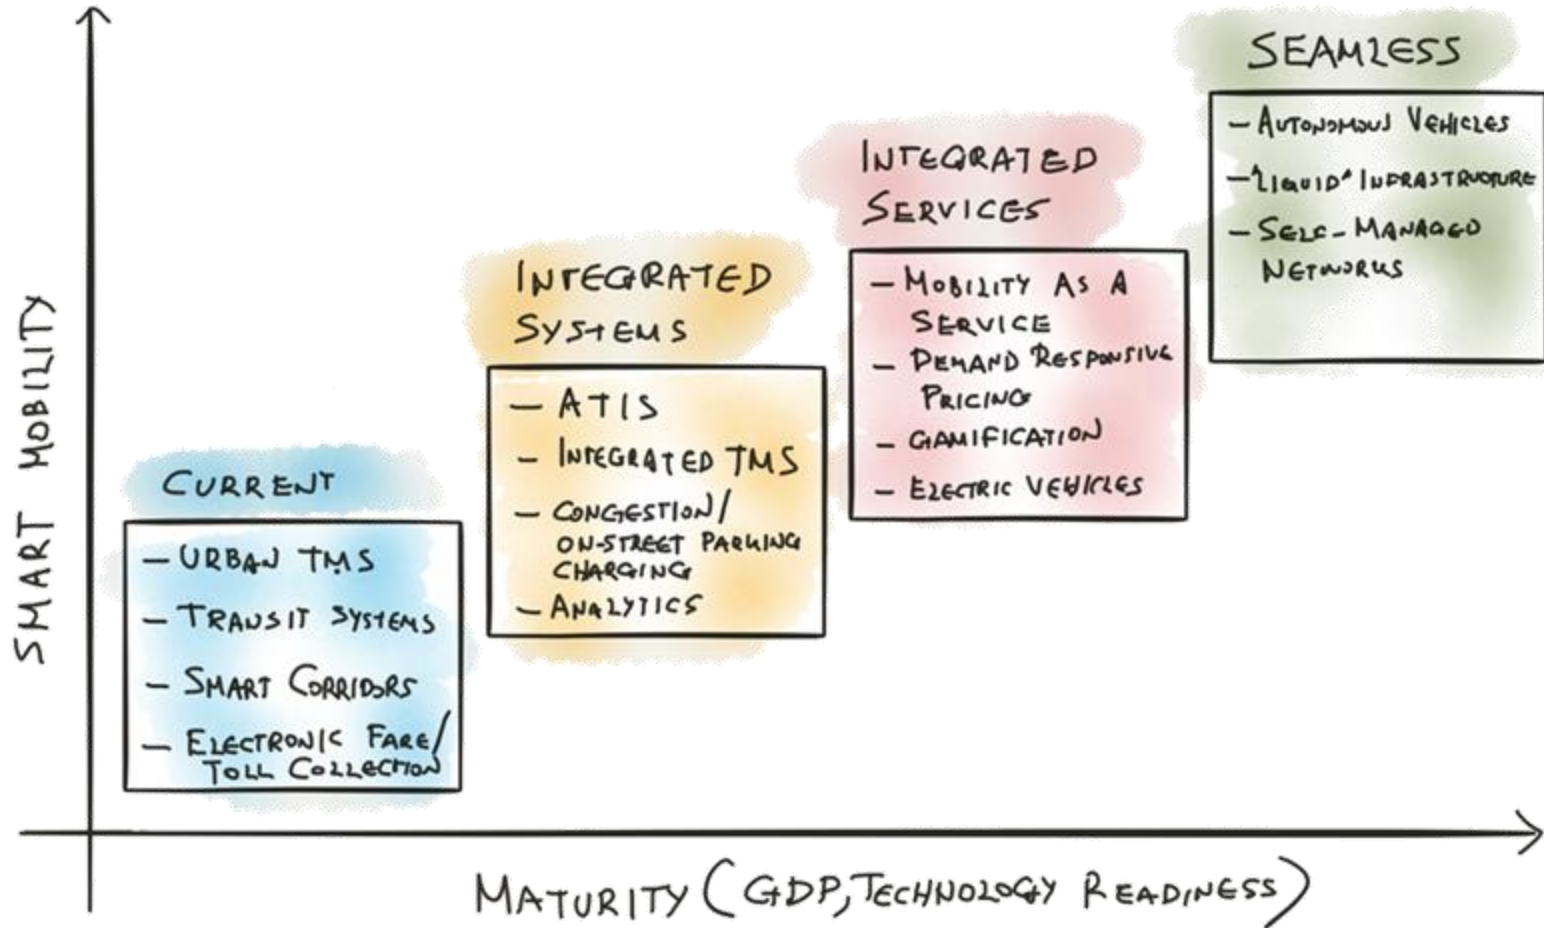 SEAMLESS
- AUTONOMOUS VEHICLES
- "LIQUID" INFRASTRUCTURE
- SELF-MANAGED
NETWORKS
INTEGRATED
SERVICES
- MOBILITY AS A
SERVICE
- DEMAND RESPONSIVE
PRICING
- GAMIFICATION
- ELECTRIC VEHICLES
INTEGRATED
SYSTEMS
- ATIS
- INTEGRATED TMS
- CONGESTION/
ON-STREET PARKING
CHARGING
- ANALYTICS
CURRENT
- URBAN TMS
- TRANSIT SYSTEMS
- SMART CORRIDORS
- ELECTRONIC FARE/
TOLL COLLECTION
SMART MOBILITY
MATURITY (GDP, TECHNOLOGY READINESS)